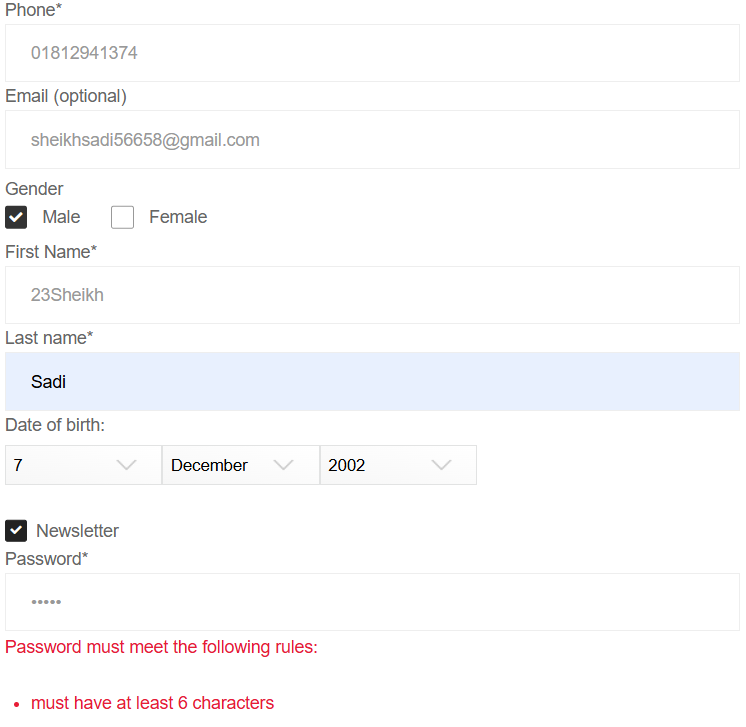 Phone*
01812941374
Email (optional)
sheikhsadi56658@gmail.com
Gender
Male Female
First Name*
23Sheikh
Last name*
Sadi
Date of birth:
7 December 2002
Newsletter
Password*
•••••
Password must meet the following rules:
• must have at least 6 characters